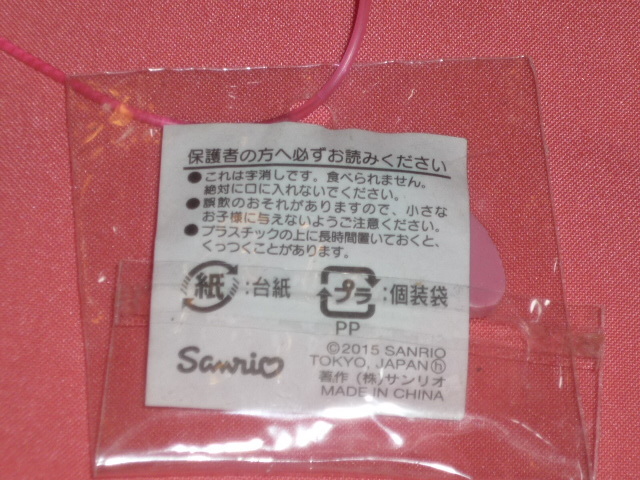 保護者の方へ必ずお読みください
●これは字消しです。食べられません。
絶対に口に入れないでください。
●誤飲のおそれがありますので、小さな
お子様に与えないようご注意ください。
●プラスチックの上に長時間置いておくと、
くっつくことがあります。
紙:台紙 プラ:個装袋
PP
Sanrio
©2015 SANRIO
TOKYO, JAPAN ⓗ
著作(株)サンリオ
MADE IN CHINA